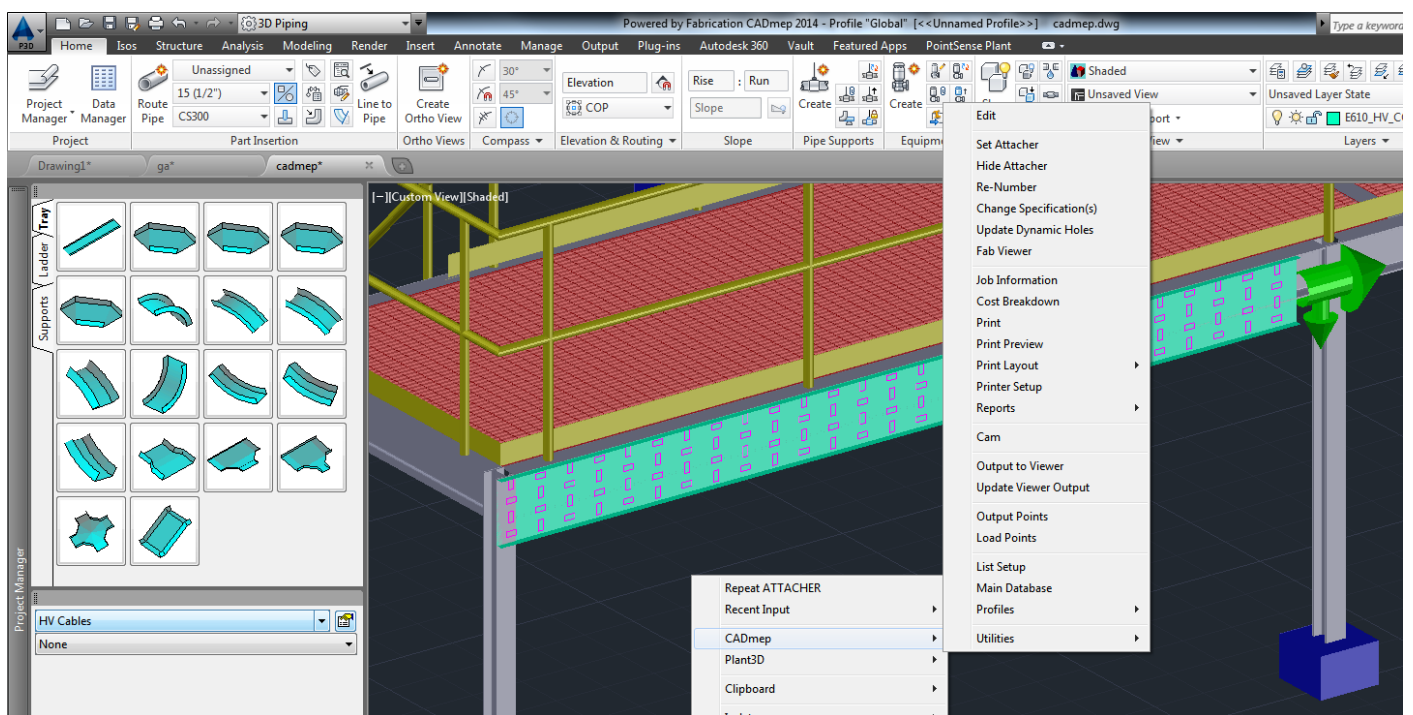 3D Piping
Powered by Fabrication CADmep 2014 - Profile "Global" [<<Unnamed Profile>>] cadmep.dwg
Type a keyword
P3D
Home Isos Structure Analysis Modeling Render Insert Annotate Manage Output Plug-ins Autodesk 360 Vault Featured Apps PointSense Plant
Project Manager
Data Manager
Project
Route Pipe
Unassigned
15 (1/2")
CS300
Line to Pipe
Part Insertion
Create Ortho View
Ortho Views
30°
45°
Compass
Elevation
COP
Elevation & Routing
Rise : Run
Slope
Slope
Create
Pipe Supports
Create
Equipm
Shaded
Unsaved View
port
iew
Unsaved Layer State
E610_HV_CO
Layers
Drawing1*
ga*
cadmep*
Tray
Ladder
Supports
Project Manager
HV Cables
None
[−][Custom View][Shaded]
Repeat ATTACHER
Recent Input
CADmep
Plant3D
Clipboard
Edit
Set Attacher
Hide Attacher
Re-Number
Change Specification(s)
Update Dynamic Holes
Fab Viewer
Job Information
Cost Breakdown
Print
Print Preview
Print Layout
Printer Setup
Reports
Cam
Output to Viewer
Update Viewer Output
Output Points
Load Points
List Setup
Main Database
Profiles
Utilities